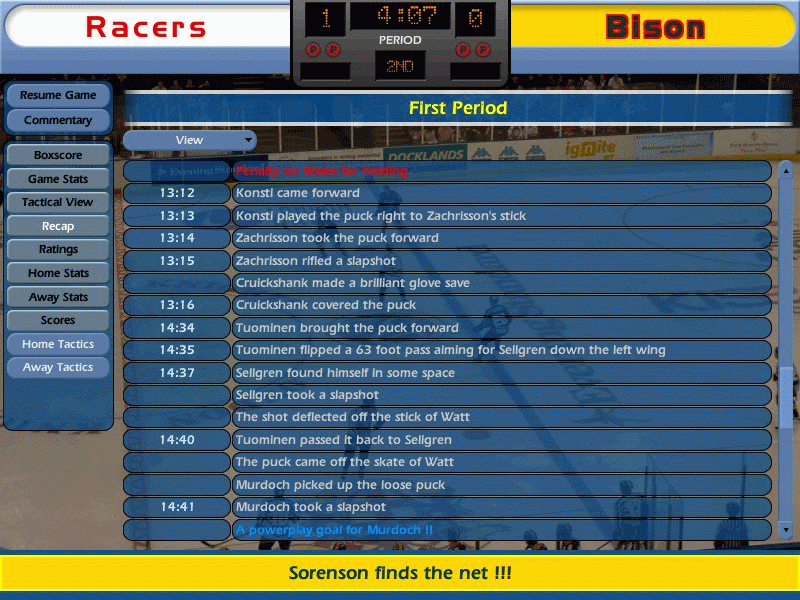 Racers
1
4:07
0
Bison
PERIOD
P P
P P
2ND
Resume Game
Commentary
Boxscore
Game Stats
Tactical View
Recap
Ratings
Home Stats
Away Stats
Scores
Home Tactics
Away Tactics
First Period
View
DOCKLANDS
ignite
Penalty on Wales for holding
13:12 Konsti came forward
13:13 Konsti played the puck right to Zachrisson's stick
13:14 Zachrisson took the puck forward
13:15 Zachrisson rifled a slapshot
Cruickshank made a brilliant glove save
13:16 Cruickshank covered the puck
14:34 Tuominen brought the puck forward
14:35 Tuominen flipped a 63 foot pass aiming for Sellgren down the left wing
14:37 Sellgren found himself in some space
Sellgren took a slapshot
The shot deflected off the stick of Watt
14:40 Tuominen passed it back to Sellgren
The puck came off the skate of Watt
Murdoch picked up the loose puck
14:41 Murdoch took a slapshot
A powerplay goal for Murdoch !!
Sorenson finds the net !!!